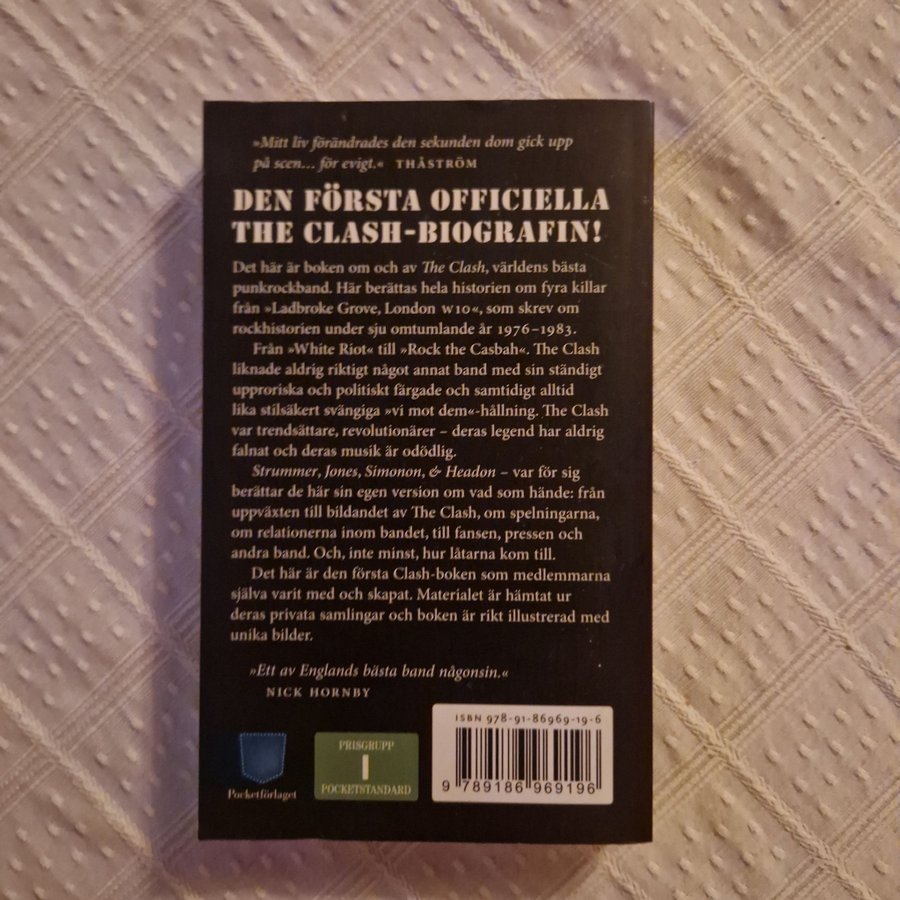 »Mitt liv förändrades den sekunden dom gick upp
på scen... för evigt.« THÅSTRÖM
DEN FÖRSTA OFFICIELLA
THE CLASH-BIOGRAFIN!
Det här är boken om och av The Clash, världens bästa
punkrockband. Här berättas hela historien om fyra killar
från »Ladbroke Grove, London W10«, som skrev om
rockhistorien under sju omtumlande år 1976–1983.
Från »White Riot« till »Rock the Casbah«. The Clash
liknade aldrig riktigt något annat band med sin ständigt
upproriska och politiskt färgade och samtidigt alltid
lika stilsäkert svängiga »vi mot dem«-hållning. The Clash
var trendsättare, revolutionärer – deras legend har aldrig
falnat och deras musik är odödlig.
Strummer, Jones, Simonon, & Headon – var för sig
berättar de här sin egen version om vad som hände: från
uppväxten till bildandet av The Clash, om spelningarna,
om relationerna inom bandet, till fansen, pressen och
andra band. Och, inte minst, hur låtarna kom till.
Det här är den första Clash-boken som medlemmarna
själva varit med och skapat. Materialet är hämtat ur
deras privata samlingar och boken är rikt illustrerad med
unika bilder.
»Ett av Englands bästa band någonsin.«
NICK HORNBY
Pocketförlaget
PRISGRUPP
I
POCKETSTANDARD
ISBN 978-91-86969-19-6
9 789186 969196